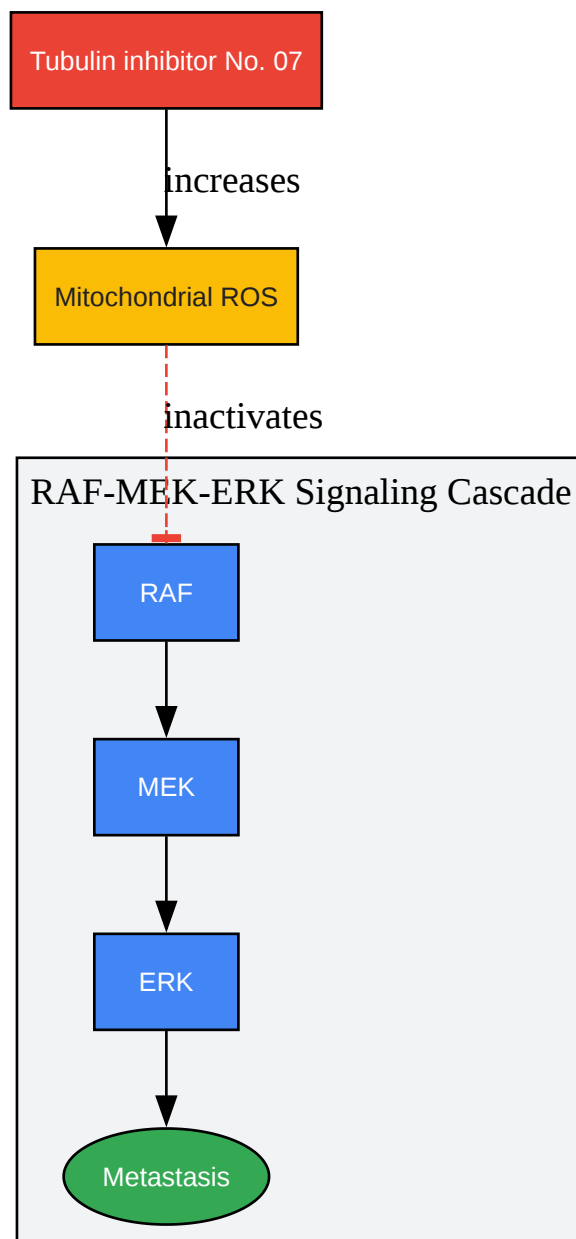 Tubulin inhibitor No. 07
increases
Mitochondrial ROS
inactivates
RAF-MEK-ERK Signaling Cascade
RAF
MEK
ERK
Metastasis